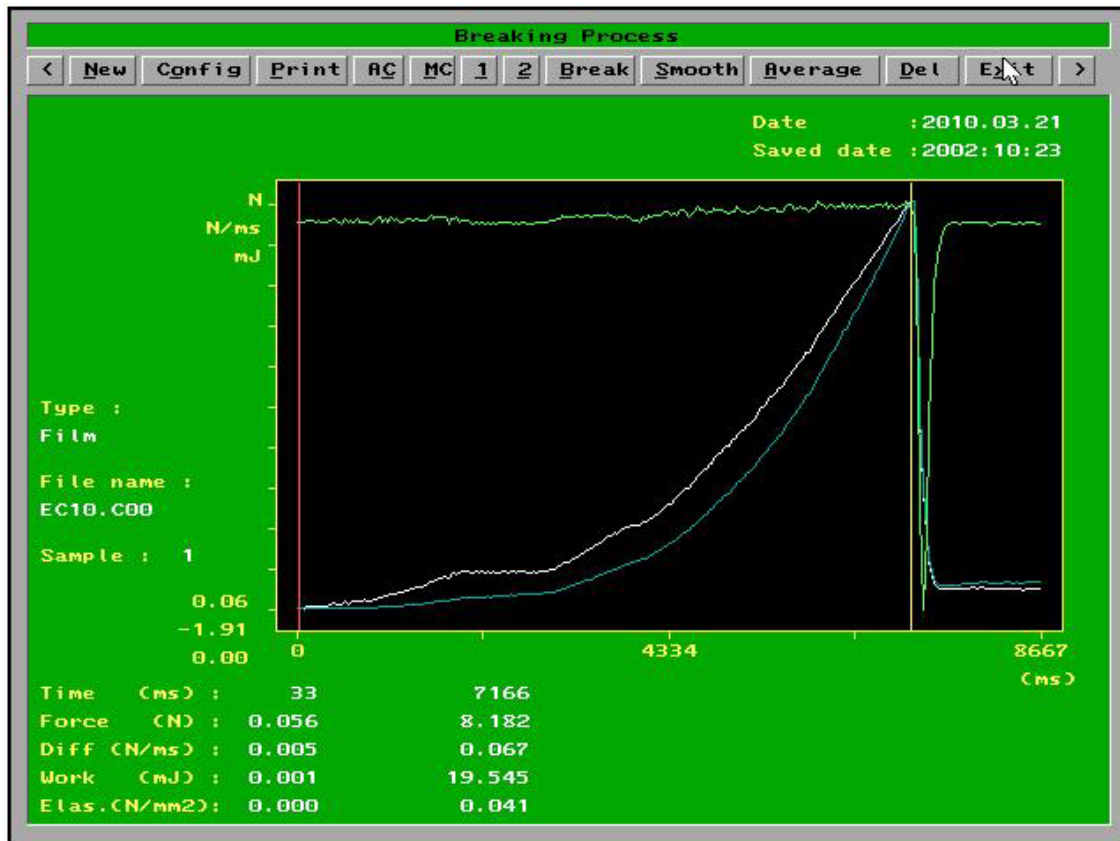 Breaking Process
< New Config Print AC MC 1 2 Break Smooth Average Del Exit >
Date :2010.03.21
Saved date :2002:10:23
N
N/ms
mJ
Type :
Film
File name :
EC10.C00
Sample : 1
0.06
-1.91
0.00
0 4334 8667
(ms)
Time (ms) : 33 7166
Force (N) : 0.056 8.182
Diff (N/ms) : 0.005 0.067
Work (mJ) : 0.001 19.545
Elas.(N/mm2): 0.000 0.041